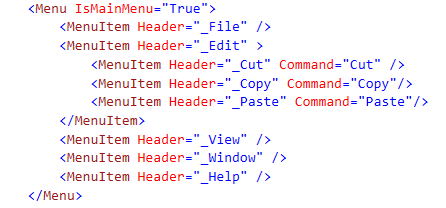 <Menu IsMainMenu="True">
    <MenuItem Header="_File" />
    <MenuItem Header="_Edit" >
        <MenuItem Header="_Cut" Command="Cut" />
        <MenuItem Header="_Copy" Command="Copy"/>
        <MenuItem Header="_Paste" Command="Paste"/>
    </MenuItem>
    <MenuItem Header="_View" />
    <MenuItem Header="_Window" />
    <MenuItem Header="_Help" />
</Menu>